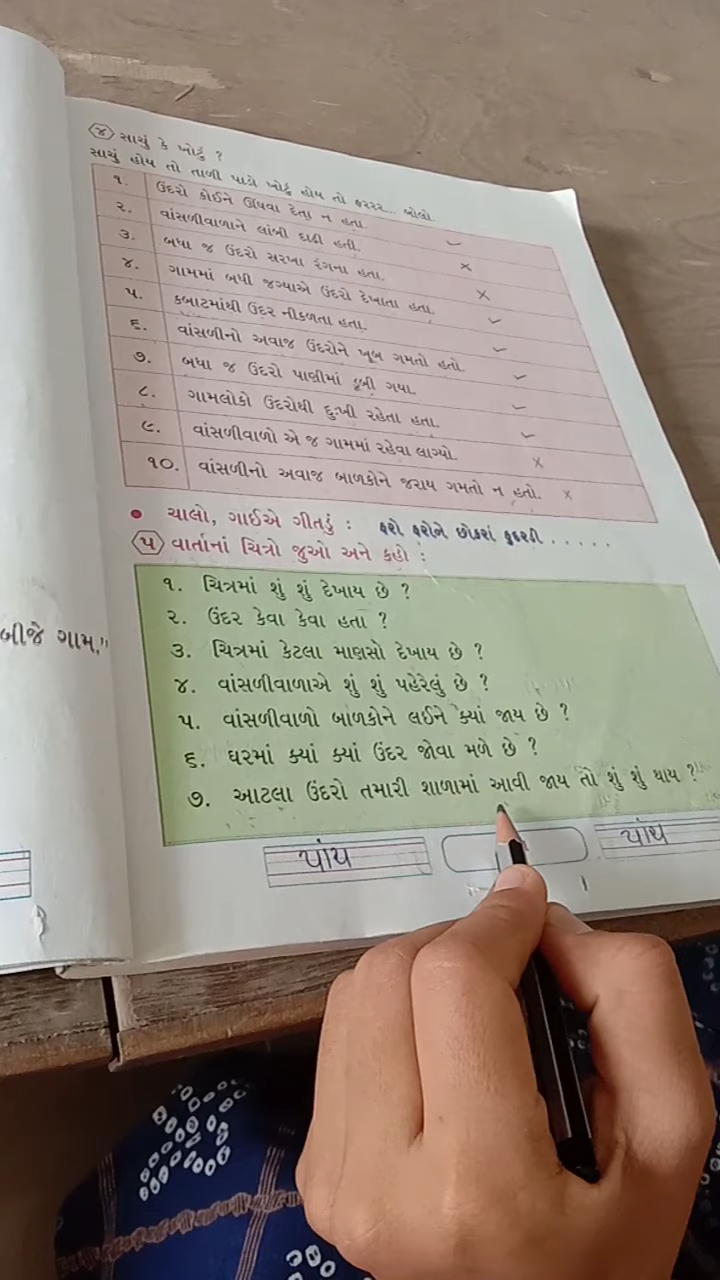 ૪ સાચું કે ખોટું ?
સાચું હોય તો તાળી પાડો ખોટું હોય તો ફરરર... બોલો.
૧. ઉંદરો કોઈને ઊંઘવા દેતા ન હતા. ✓
૨. વાંસળીવાળાને લાંબી દાઢી હતી. ✗
૩. બધા જ ઉંદરો સરખા રંગના હતા. ✗
૪. ગામમાં બધી જગ્યાએ ઉંદરો દેખાતા હતા. ✓
૫. કબાટમાંથી ઉંદર નીકળતા હતા. ✓
૬. વાંસળીનો અવાજ ઉંદરોને ખૂબ ગમતો હતો. ✓
૭. બધા જ ઉંદરો પાણીમાં ડૂબી ગયા. ✓
૮. ગામલોકો ઉંદરોથી દુઃખી રહેતા હતા. ✓
૯. વાંસળીવાળો એ જ ગામમાં રહેવા લાગ્યો. ✗
૧૦. વાંસળીનો અવાજ બાળકોને જરાય ગમતો ન હતો. ✗
• ચાલો, ગાઈએ ગીતડું : ફરો ફરોને છોકરાં ફુદરડી . . . . .
૫ વાર્તાનાં ચિત્રો જુઓ અને કહો :
૧. ચિત્રમાં શું શું દેખાય છે ?
૨. ઉંદર કેવા કેવા હતા ?
૩. ચિત્રમાં કેટલા માણસો દેખાય છે ?
૪. વાંસળીવાળાએ શું શું પહેરેલું છે ?
૫. વાંસળીવાળો બાળકોને લઈને ક્યાં જાય છે ?
૬. ઘરમાં ક્યાં ક્યાં ઉંદર જોવા મળે છે ?
૭. આટલા ઉંદરો તમારી શાળામાં આવી જાય તો શું શું થાય ?
પાંચ પાંચ
બીજે ગામ,"